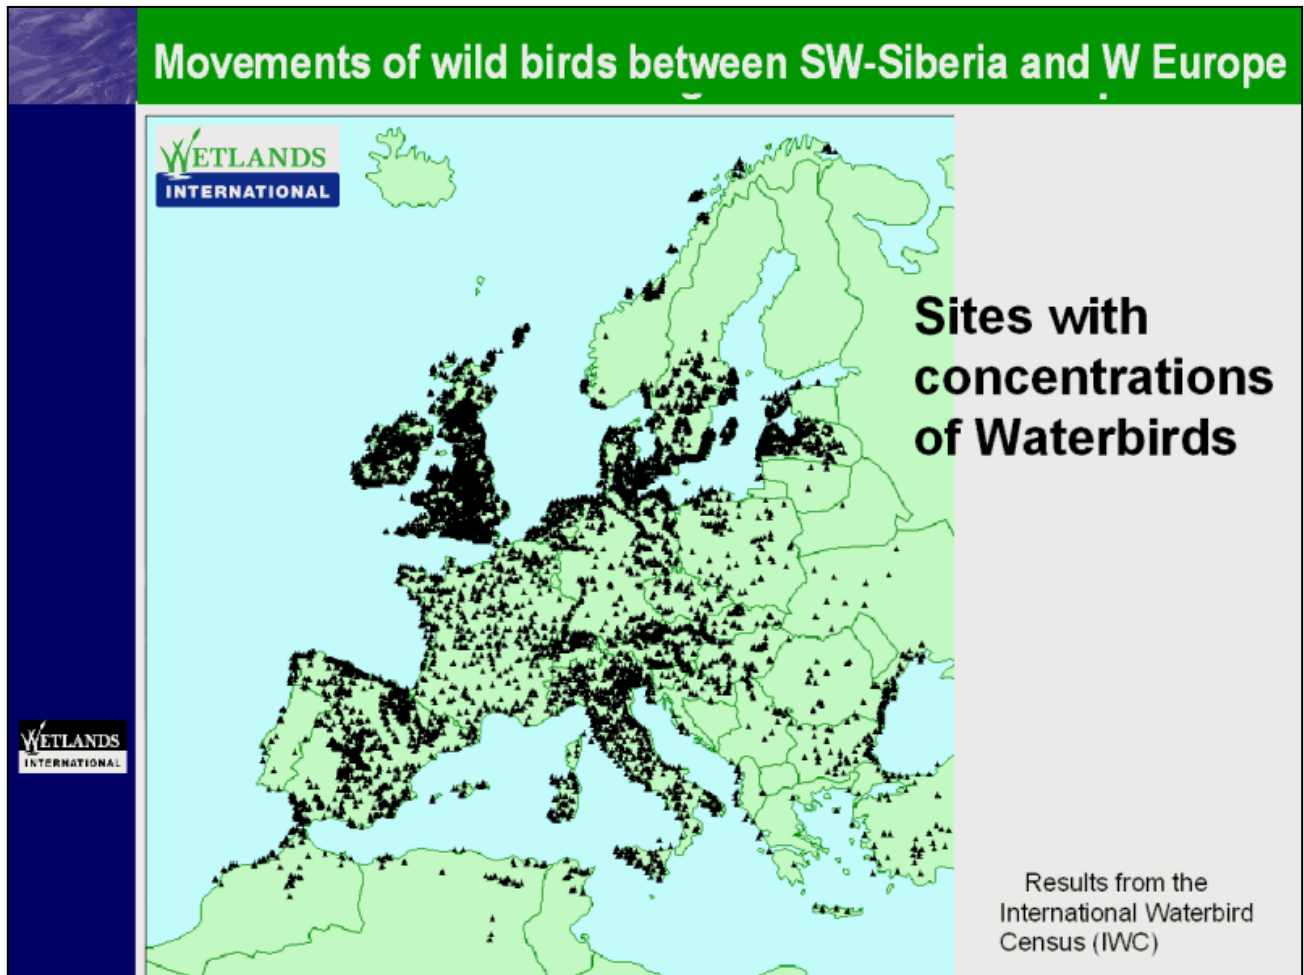 Movements of wild birds between SW-Siberia and W Europe
WETLANDS
INTERNATIONAL
Sites with
concentrations
of Waterbirds
WETLANDS
INTERNATIONAL
Results from the
International Waterbird
Census (IWC)